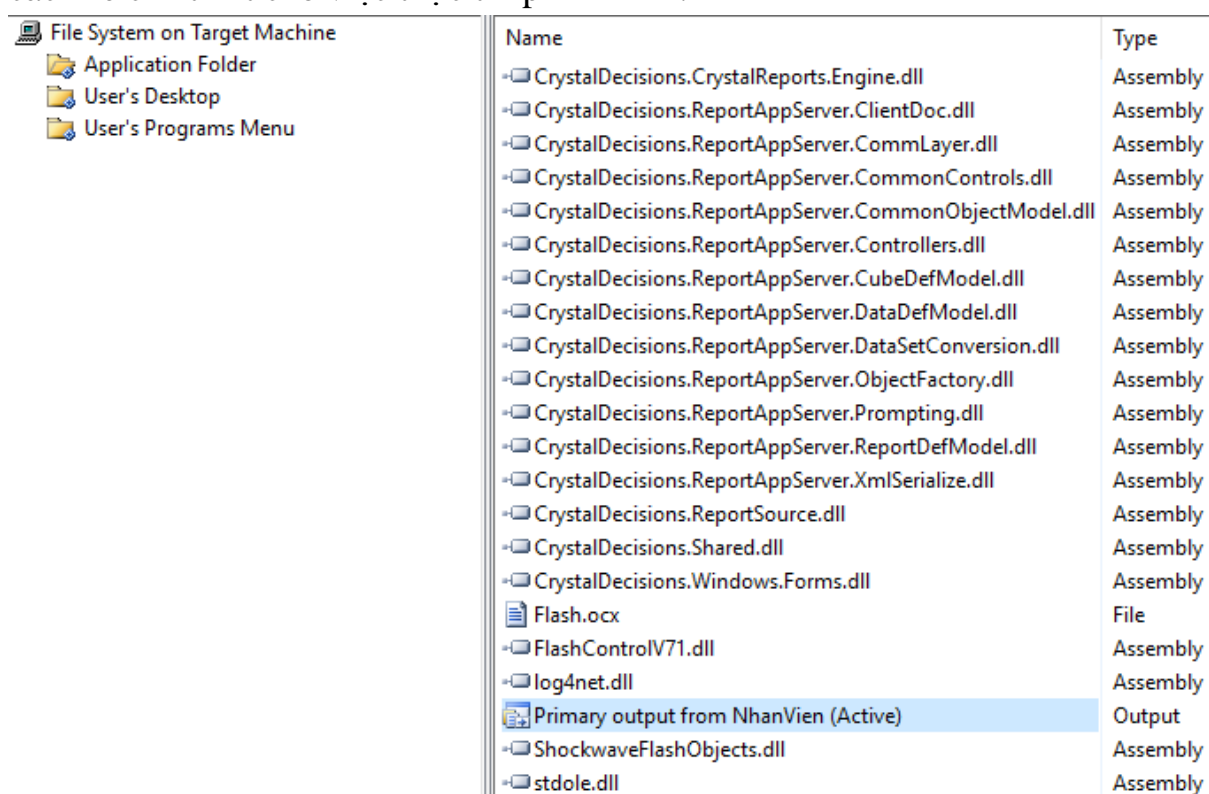 File System on Target Machine
Application Folder
User's Desktop
User's Programs Menu
Name Type
CrystalDecisions.CrystalReports.Engine.dll Assembly
CrystalDecisions.ReportAppServer.ClientDoc.dll Assembly
CrystalDecisions.ReportAppServer.CommLayer.dll Assembly
CrystalDecisions.ReportAppServer.CommonControls.dll Assembly
CrystalDecisions.ReportAppServer.CommonObjectModel.dll Assembly
CrystalDecisions.ReportAppServer.Controllers.dll Assembly
CrystalDecisions.ReportAppServer.CubeDefModel.dll Assembly
CrystalDecisions.ReportAppServer.DataDefModel.dll Assembly
CrystalDecisions.ReportAppServer.DataSetConversion.dll Assembly
CrystalDecisions.ReportAppServer.ObjectFactory.dll Assembly
CrystalDecisions.ReportAppServer.Prompting.dll Assembly
CrystalDecisions.ReportAppServer.ReportDefModel.dll Assembly
CrystalDecisions.ReportAppServer.XmlSerialize.dll Assembly
CrystalDecisions.ReportSource.dll Assembly
CrystalDecisions.Shared.dll Assembly
CrystalDecisions.Windows.Forms.dll Assembly
Flash.ocx File
FlashControlV71.dll Assembly
log4net.dll Assembly
Primary output from NhanVien (Active) Output
ShockwaveFlashObjects.dll Assembly
stdole.dll Assembly